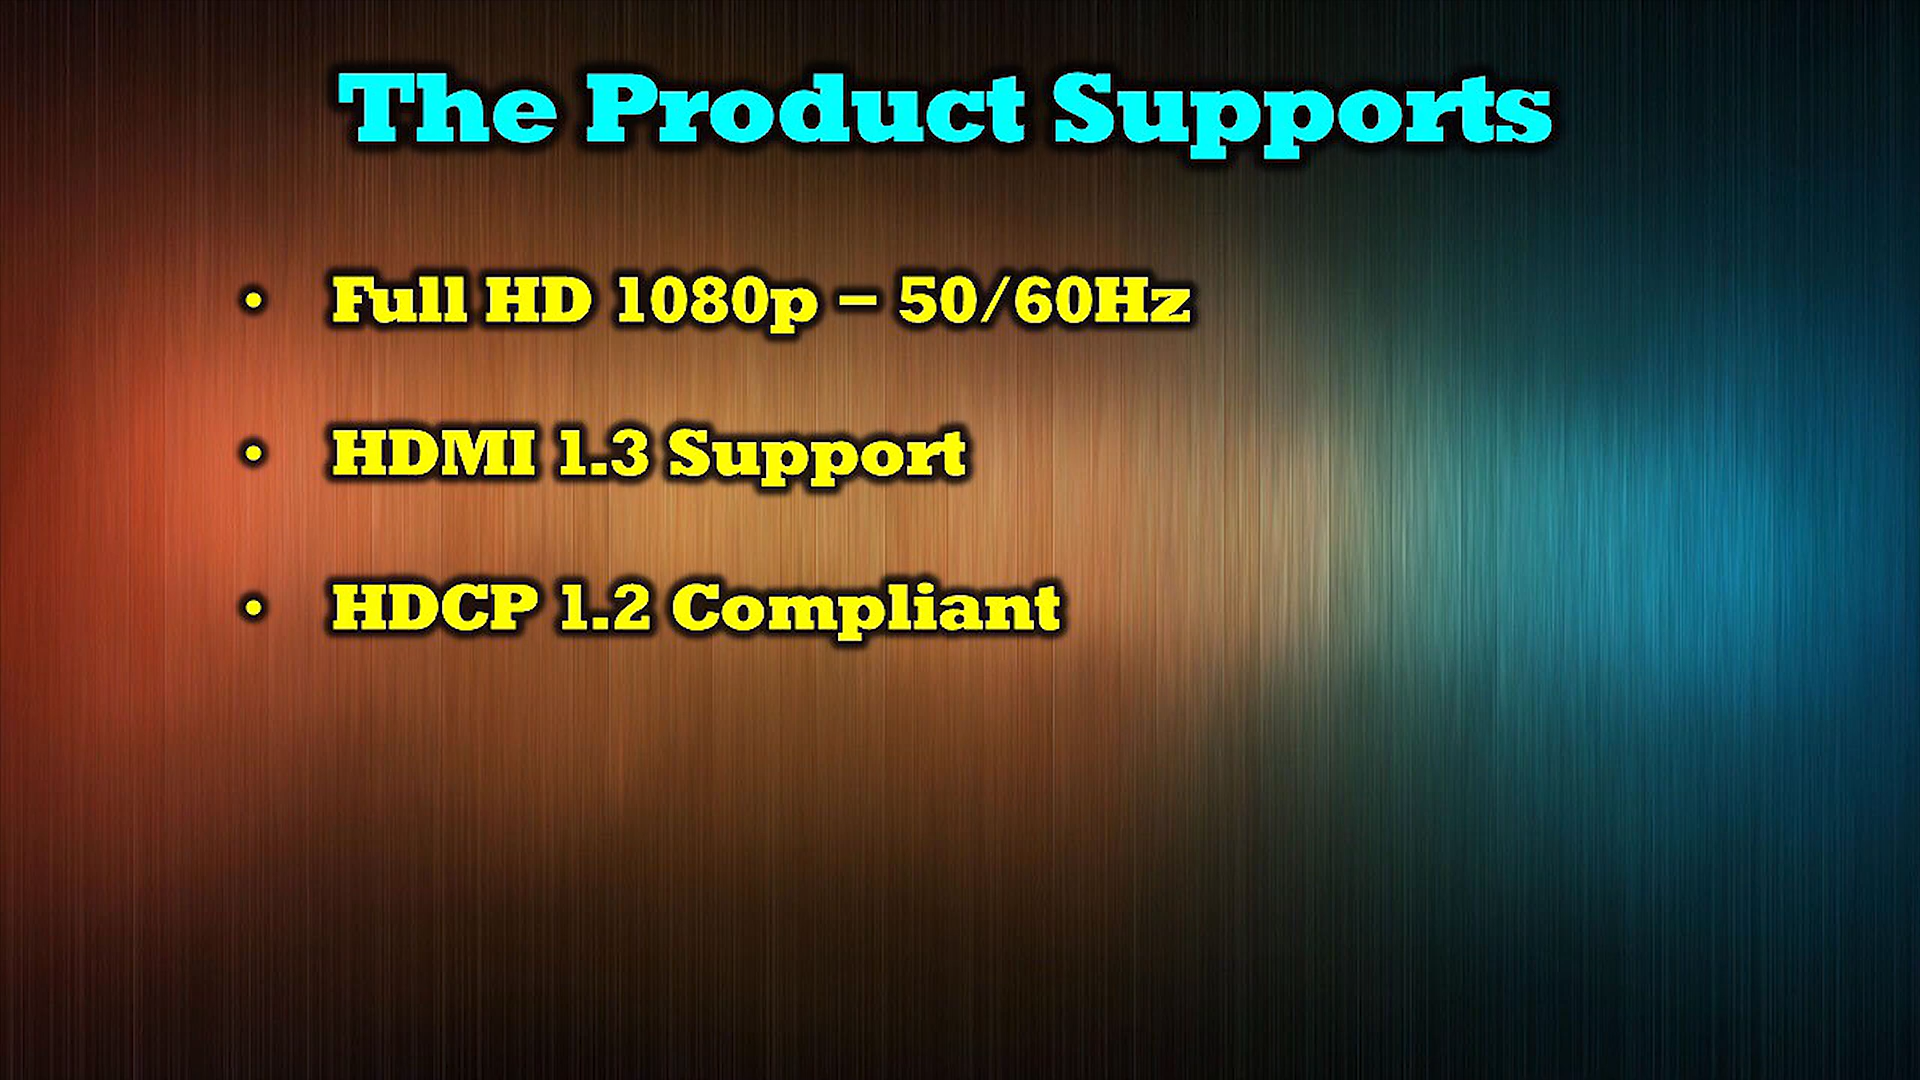 The Product Supports
• Full HD 1080p – 50/60Hz
• HDMI 1.3 Support
• HDCP 1.2 Compliant